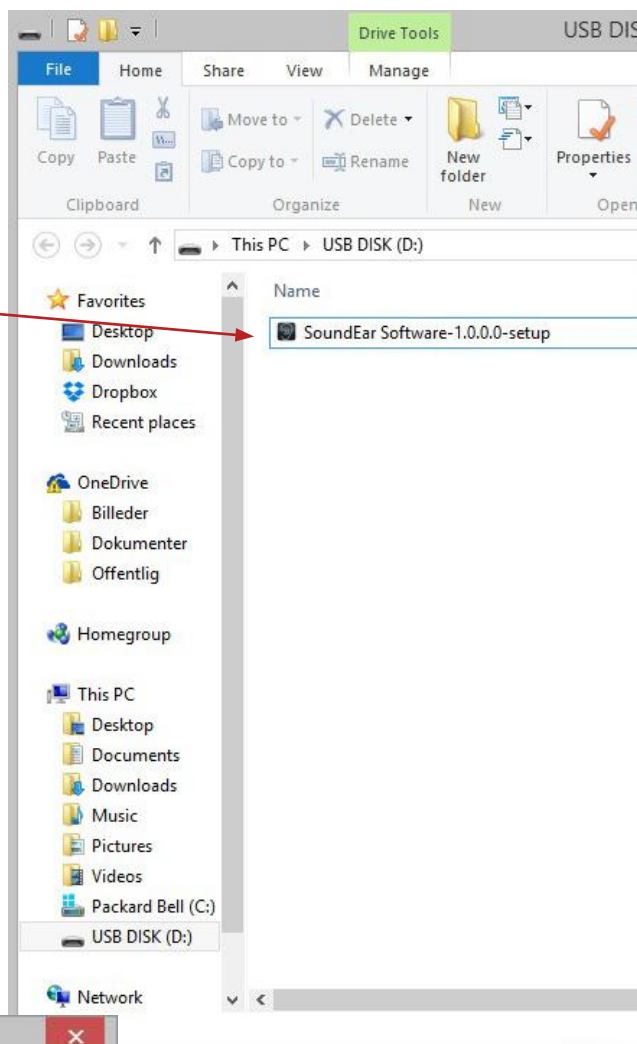 Drive Tools USB DIS
File Home Share View Manage
Move to Delete
Copy Paste Copy to Rename New folder Properties
Clipboard Organize New Open
This PC USB DISK (D:)
Name
SoundEar Software-1.0.0.0-setup
Favorites
Desktop
Downloads
Dropbox
Recent places
OneDrive
Billeder
Dokumenter
Offentlig
Homegroup
This PC
Desktop
Documents
Downloads
Music
Pictures
Videos
Packard Bell (C:)
USB DISK (D:)
Network